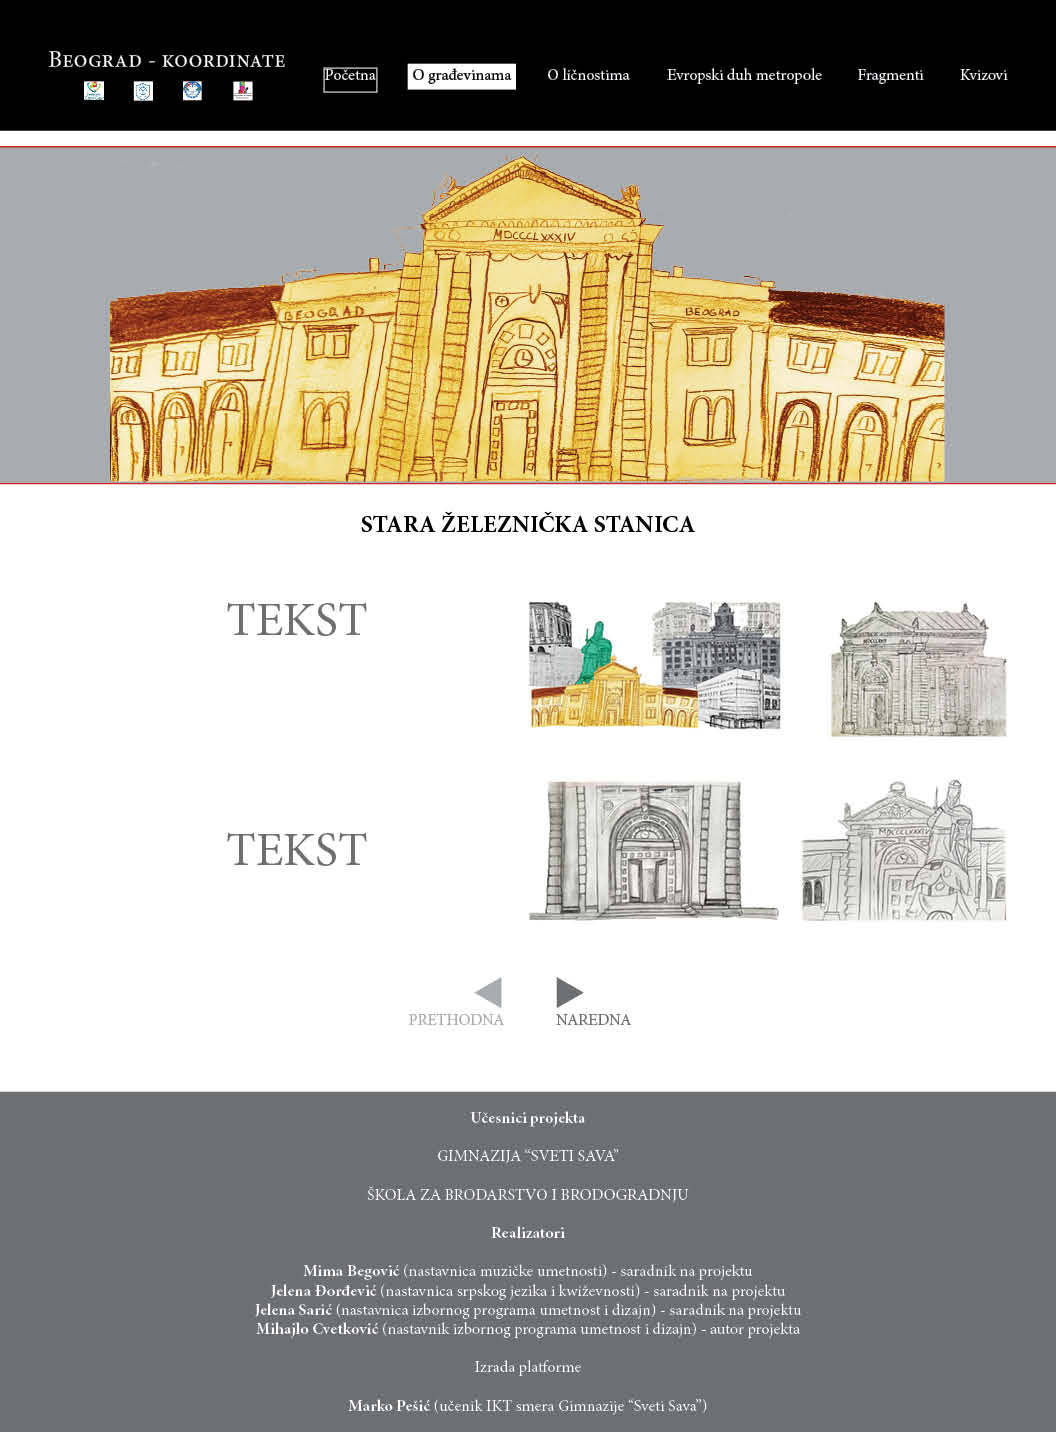 BEOGRAD - KOORDINATE
Početna
O građevinama
O ličnostima
Evropski duh metropole
Fragmenti
Kvizovi
MDCCCLXXXIV
BEOGRAD
BEOGRAD
STARA ŽELEZNIČKA STANICA
TEKST
TEKST
PRETHODNA
NAREDNA
Učesnici projekta
GIMNAZIJA “SVETI SAVA”
ŠKOLA ZA BRODARSTVO I BRODOGRADNJU
Realizatori
Mima Begović (nastavnica muzičke umetnosti) - saradnik na projektu
Jelena Đorđević (nastavnica srpskog jezika i kwiževnosti) - saradnik na projektu
Jelena Sarić (nastavnica izbornog programa umetnost i dizajn) - saradnik na projektu
Mihajlo Cvetković (nastavnik izbornog programa umetnost i dizajn) - autor projekta
Izrada platforme
Marko Pešić (učenik IKT smera Gimnazije “Sveti Sava”)